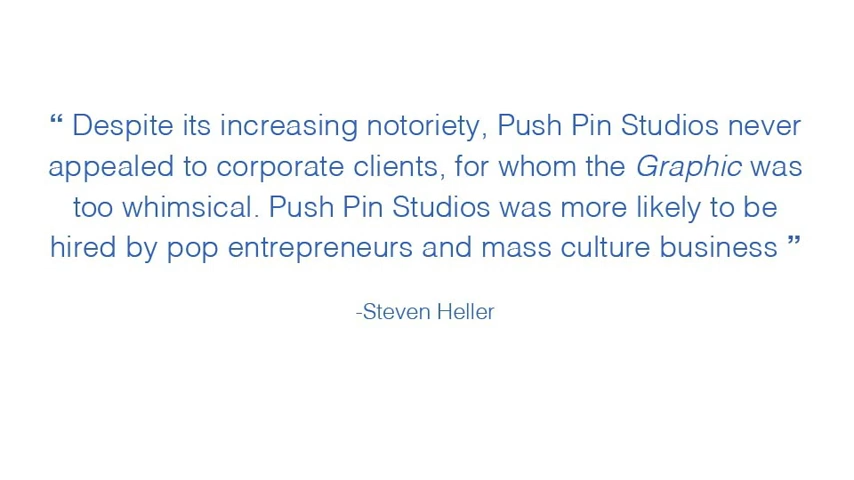 “ Despite its increasing notoriety, Push Pin Studios never
appealed to corporate clients, for whom the Graphic was
too whimsical. Push Pin Studios was more likely to be
hired by pop entrepreneurs and mass culture business ”
-Steven Heller